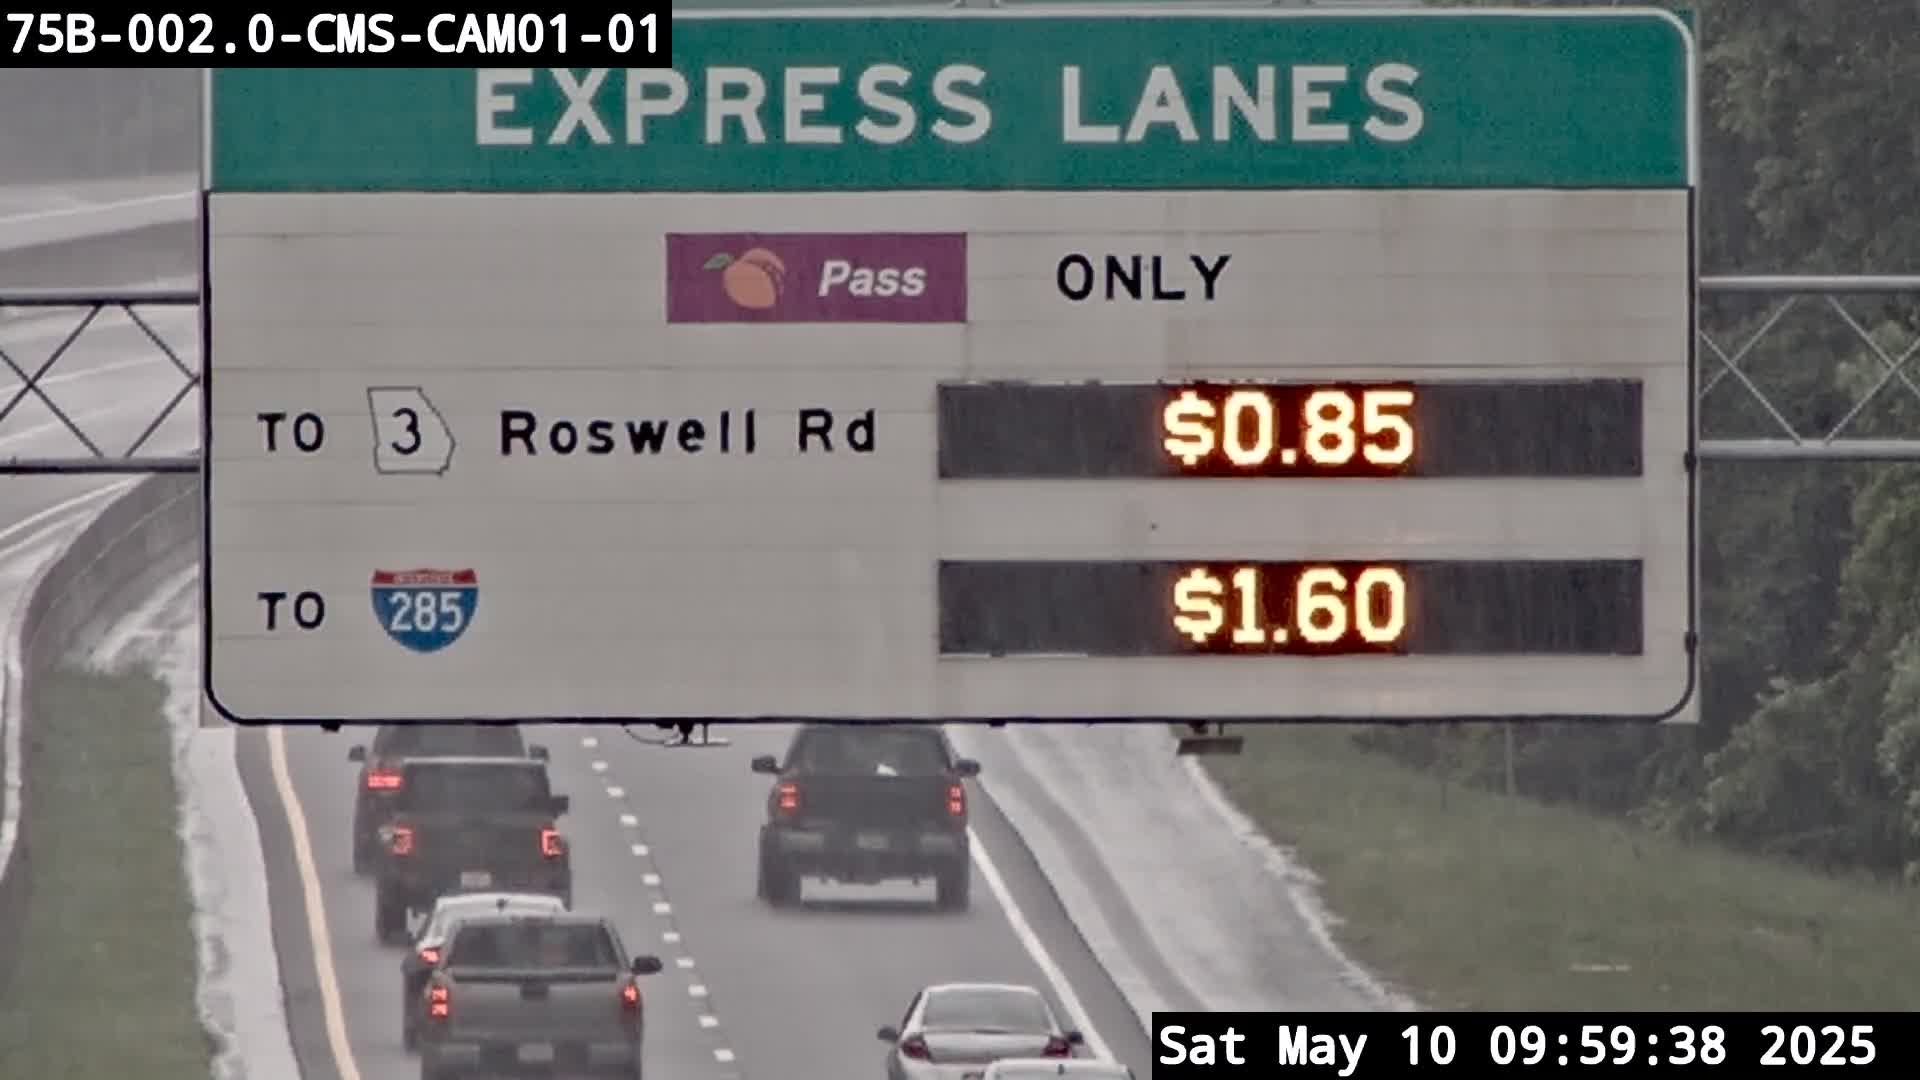 75B-002.0-CMS-CAM01-01
EXPRESS LANES
Pass ONLY
TO 3 Roswell Rd $0.85
TO 285 $1.60
Sat May 10 09:59:38 2025